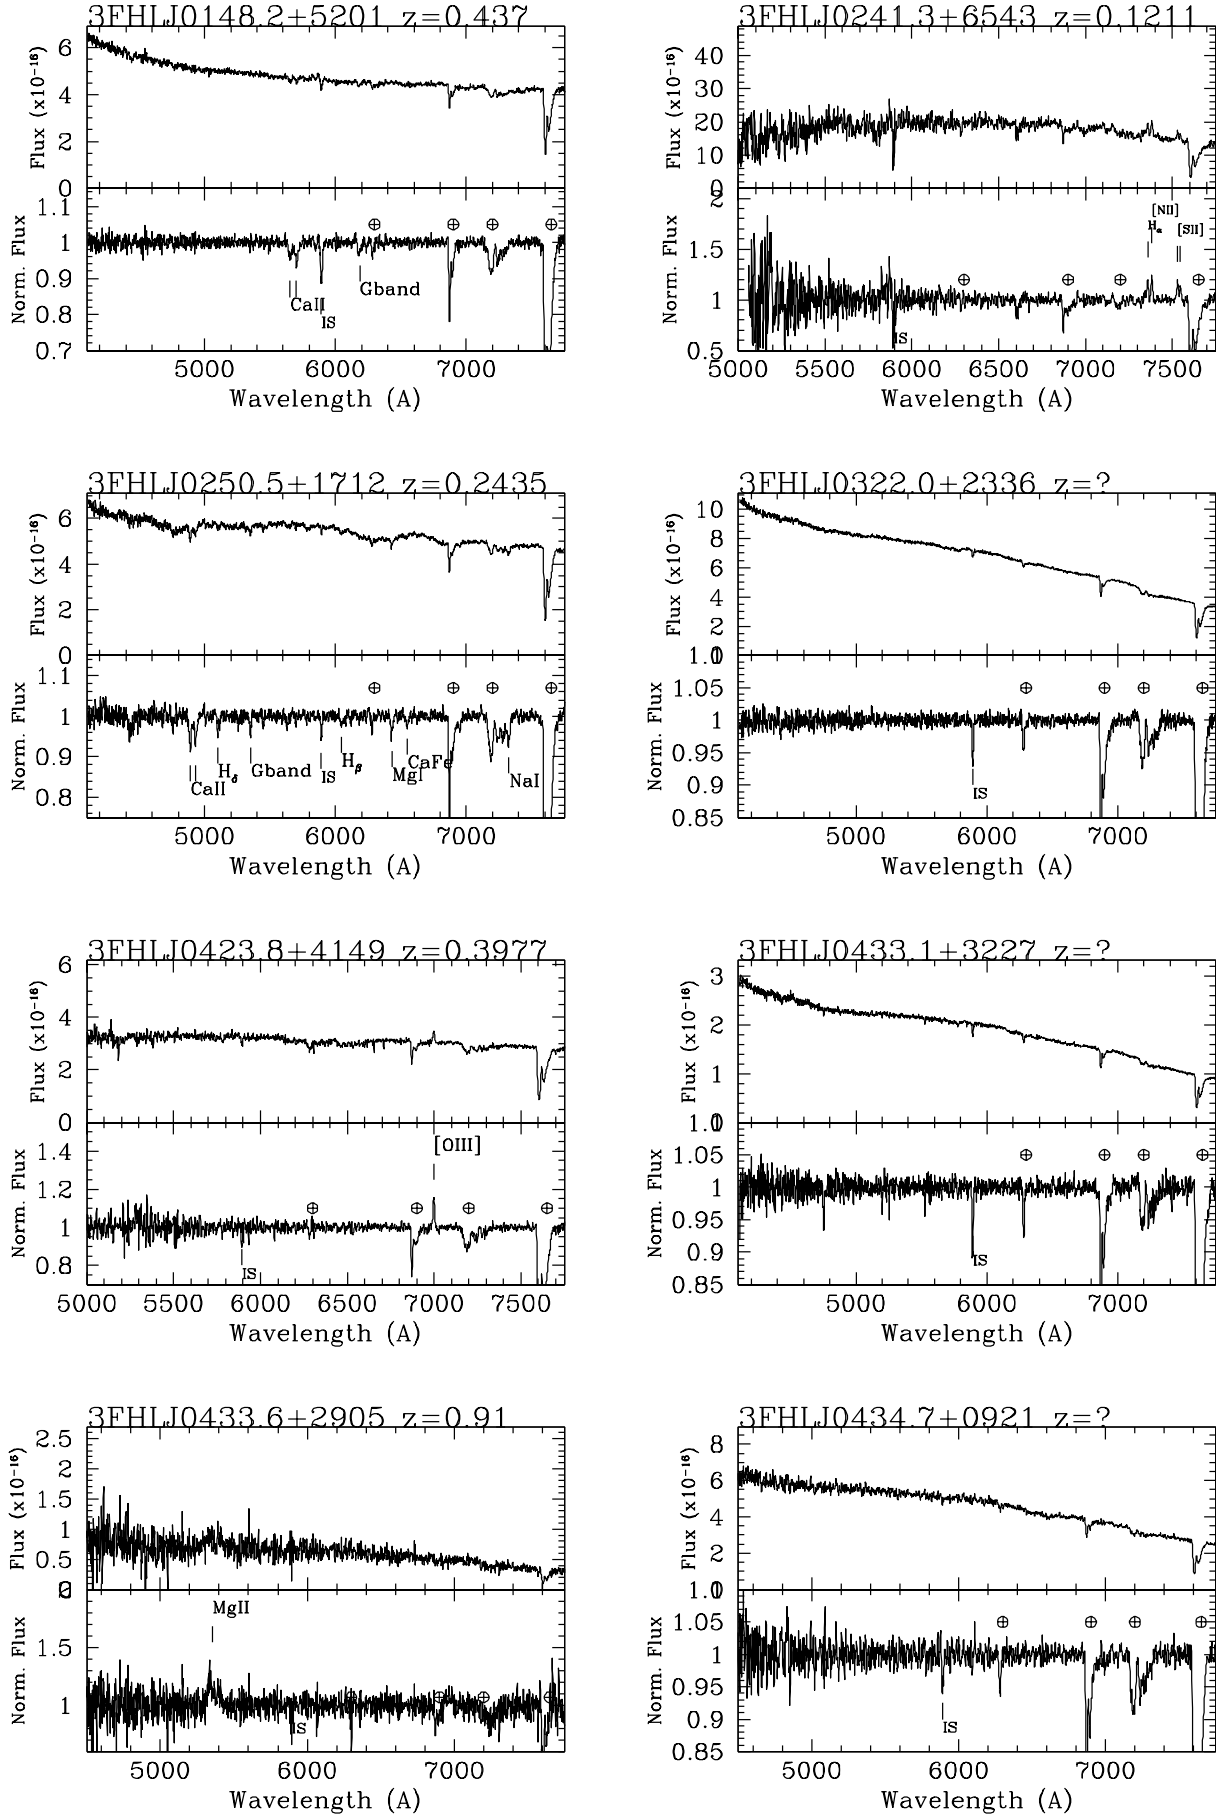 3FHLJ0148.2+5201 z=0.437
Flux (x10⁻¹⁶)
6
4
2
0
Norm. Flux
1.1
1
0.9
0.8
0.7
⊕ ⊕ ⊕ ⊕
CaII
IS
Gband
5000 6000 7000
Wavelength (A)
3FHLJ0241.3+6543 z=0.1211
Flux (x10⁻¹⁶)
40
30
20
10
0
Norm. Flux
2
1.5
1
0.5
[NII]
Hα
[SII]
⊕ ⊕ ⊕ ⊕
IS
5000 5500 6000 6500 7000 7500
Wavelength (A)
3FHLJ0250.5+1712 z=0.2435
Flux (x10⁻¹⁶)
6
4
2
0
Norm. Flux
1.1
1
0.9
0.8
⊕ ⊕ ⊕ ⊕
CaII
Hδ
Gband
IS
Hβ
MgI
CaFe
NaI
5000 6000 7000
Wavelength (A)
3FHLJ0322.0+2336 z=?
Flux (x10⁻¹⁶)
10
8
6
4
2
0
Norm. Flux
1.1
1.05
1
0.95
0.9
0.85
⊕ ⊕ ⊕ ⊕
IS
5000 6000 7000
Wavelength (A)
3FHLJ0423.8+4149 z=0.3977
Flux (x10⁻¹⁶)
6
4
2
0
Norm. Flux
1.4
1.2
1
0.8
[OIII]
⊕ ⊕ ⊕ ⊕
IS
5000 5500 6000 6500 7000 7500
Wavelength (A)
3FHLJ0433.1+3227 z=?
Flux (x10⁻¹⁶)
3
2
1
0
Norm. Flux
1.1
1.05
1
0.95
0.9
0.85
⊕ ⊕ ⊕ ⊕
IS
5000 6000 7000
Wavelength (A)
3FHLJ0433.6+2905 z=0.91
Flux (x10⁻¹⁶)
2.5
2
1.5
1
0.5
0
Norm. Flux
2
1.5
1
MgII
⊕ ⊕ ⊕ ⊕
IS
5000 6000 7000
Wavelength (A)
3FHLJ0434.7+0921 z=?
Flux (x10⁻¹⁶)
8
6
4
2
0
Norm. Flux
1.1
1.05
1
0.95
0.9
0.85
⊕ ⊕ ⊕ ⊕
IS
5000 6000 7000
Wavelength (A)